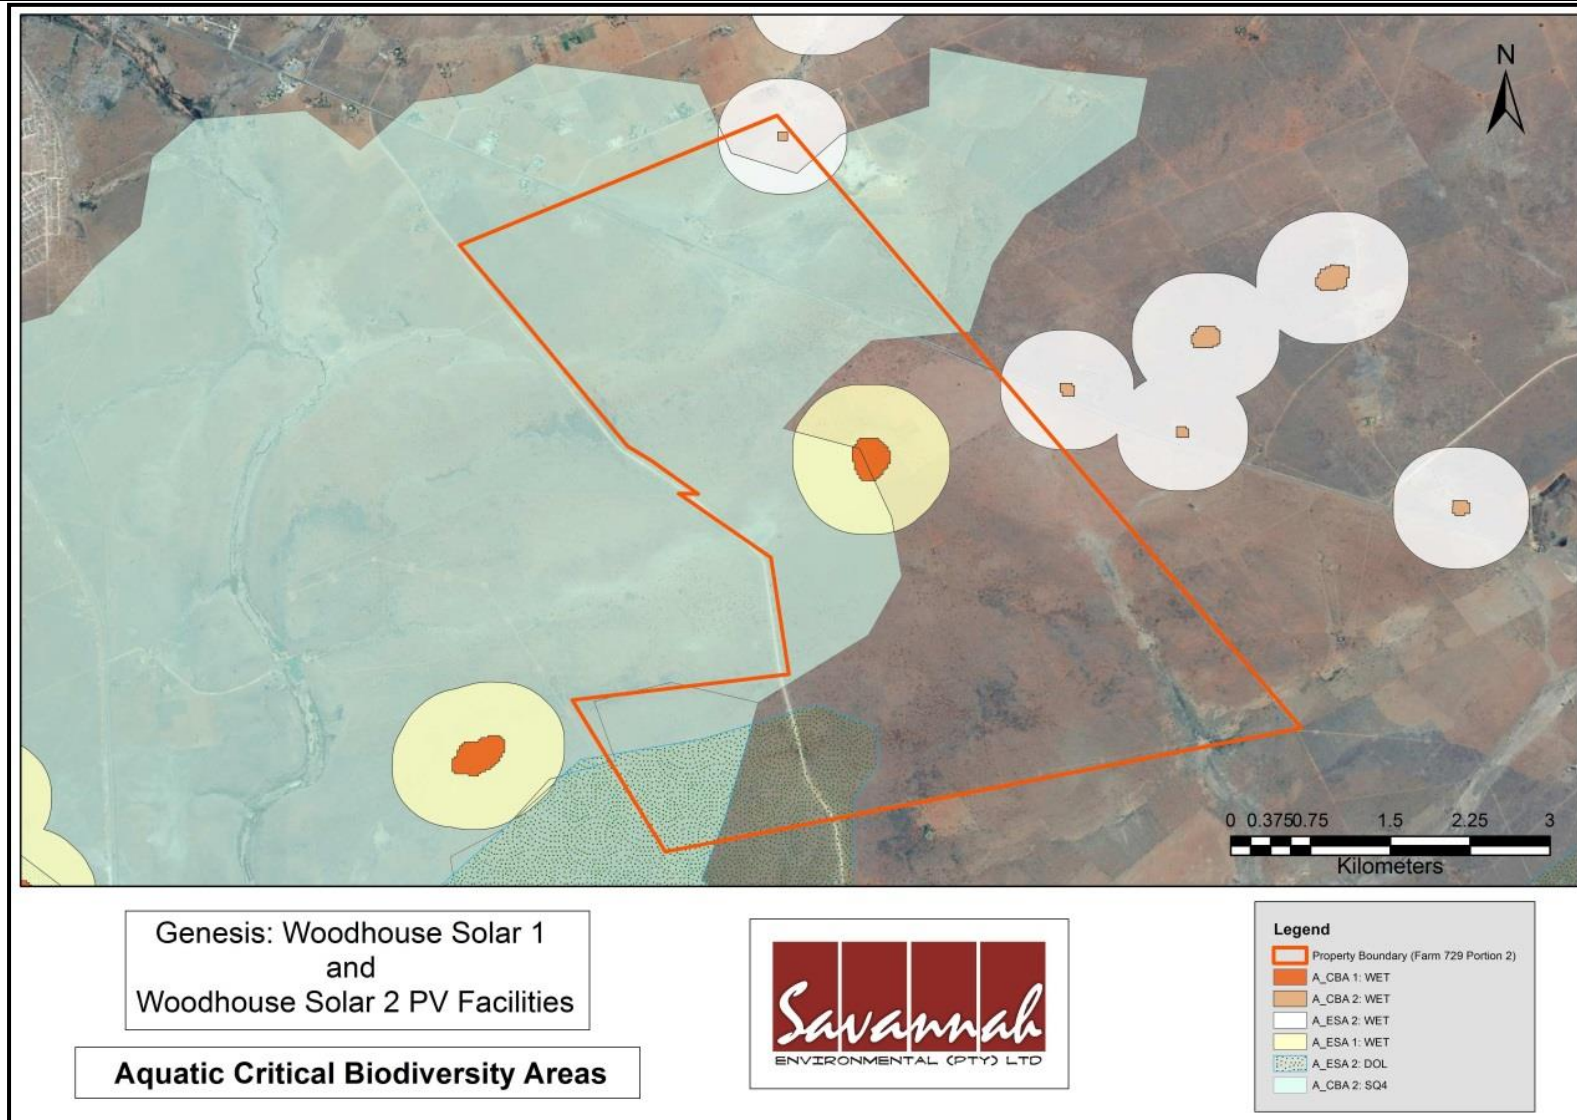 N
0 0.3750.75 1.5 2.25 3
Kilometers
Genesis: Woodhouse Solar 1
and
Woodhouse Solar 2 PV Facilities
Aquatic Critical Biodiversity Areas
Savannah
ENVIRONMENTAL (PTY) LTD
Legend
Property Boundary (Farm 729 Portion 2)
A_CBA 1: WET
A_CBA 2: WET
A_ESA 2: WET
A_ESA 1: WET
A_ESA 2: DOL
A_CBA 2: SQ4